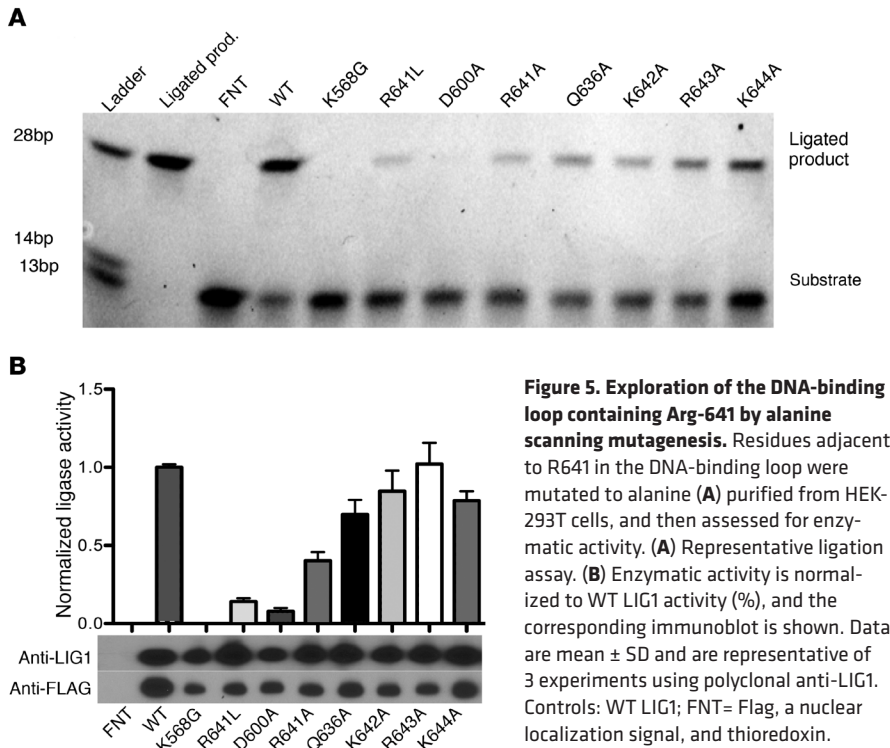 A
Ladder
Ligated prod.
FNT
WT
K568G
R641L
D600A
R641A
Q636A
K642A
R643A
K644A
28bp
14bp
13bp
Ligated
product
Substrate
B
Normalized ligase activity
1.5
1.0
0.5
0.0
Anti-LIG1
Anti-FLAG
FNT
WT
K568G
R641L
D600A
R641A
Q636A
K642A
R643A
K644A
Figure 5. Exploration of the DNA-binding
loop containing Arg-641 by alanine
scanning mutagenesis. Residues adjacent
to R641 in the DNA-binding loop were
mutated to alanine (A) purified from HEK-
293T cells, and then assessed for enzy-
matic activity. (A) Representative ligation
assay. (B) Enzymatic activity is normal-
ized to WT LIG1 activity (%), and the
corresponding immunoblot is shown. Data
are mean ± SD and are representative of
3 experiments using polyclonal anti-LIG1.
Controls: WT LIG1; FNT= Flag, a nuclear
localization signal, and thioredoxin.